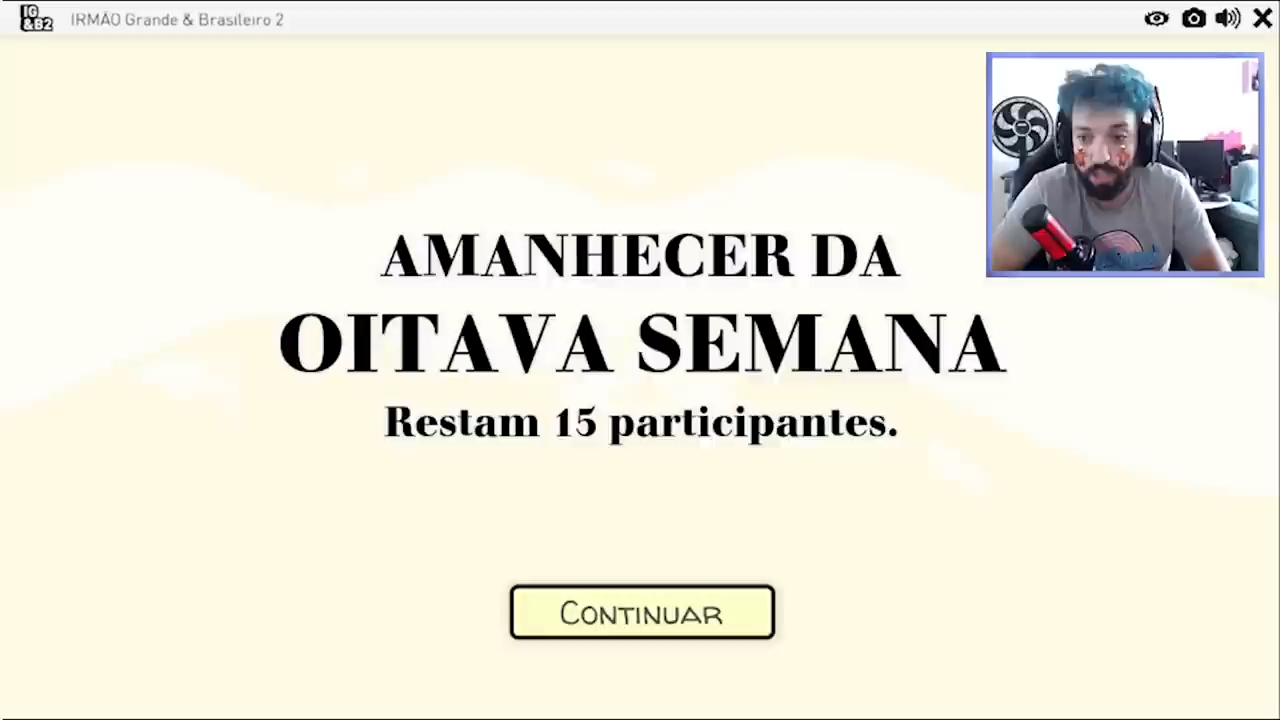 IG
&B2
IRMÃO Grande & Brasileiro 2
AMANHECER DA
OITAVA SEMANA
Restam 15 participantes.
CONTINUAR